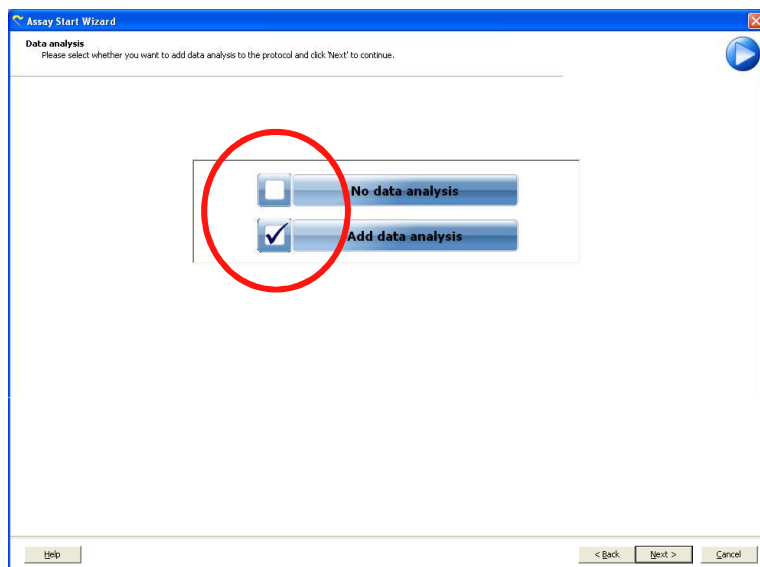 Assay Start Wizard
Data analysis
Please select whether you want to add data analysis to the protocol and click 'Next' to continue.
No data analysis
Add data analysis
Help
< Back
Next >
Cancel